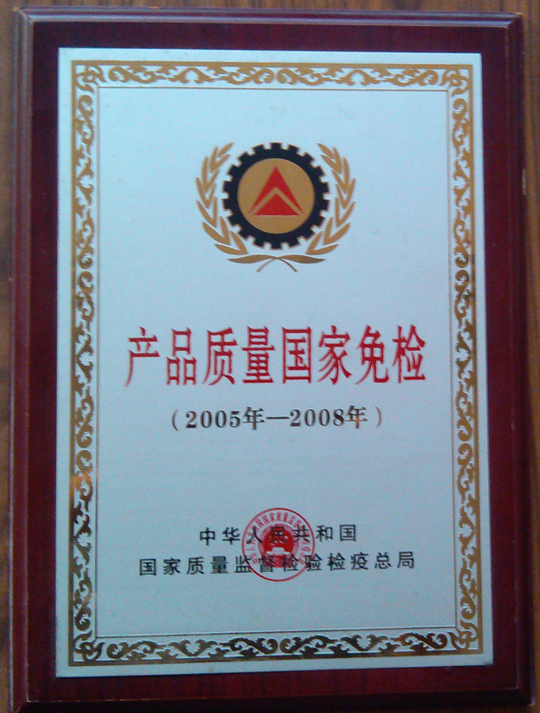 产品质量国家免检
(2005年—2008年)
中华人民共和国
国家质量监督检验检疫总局